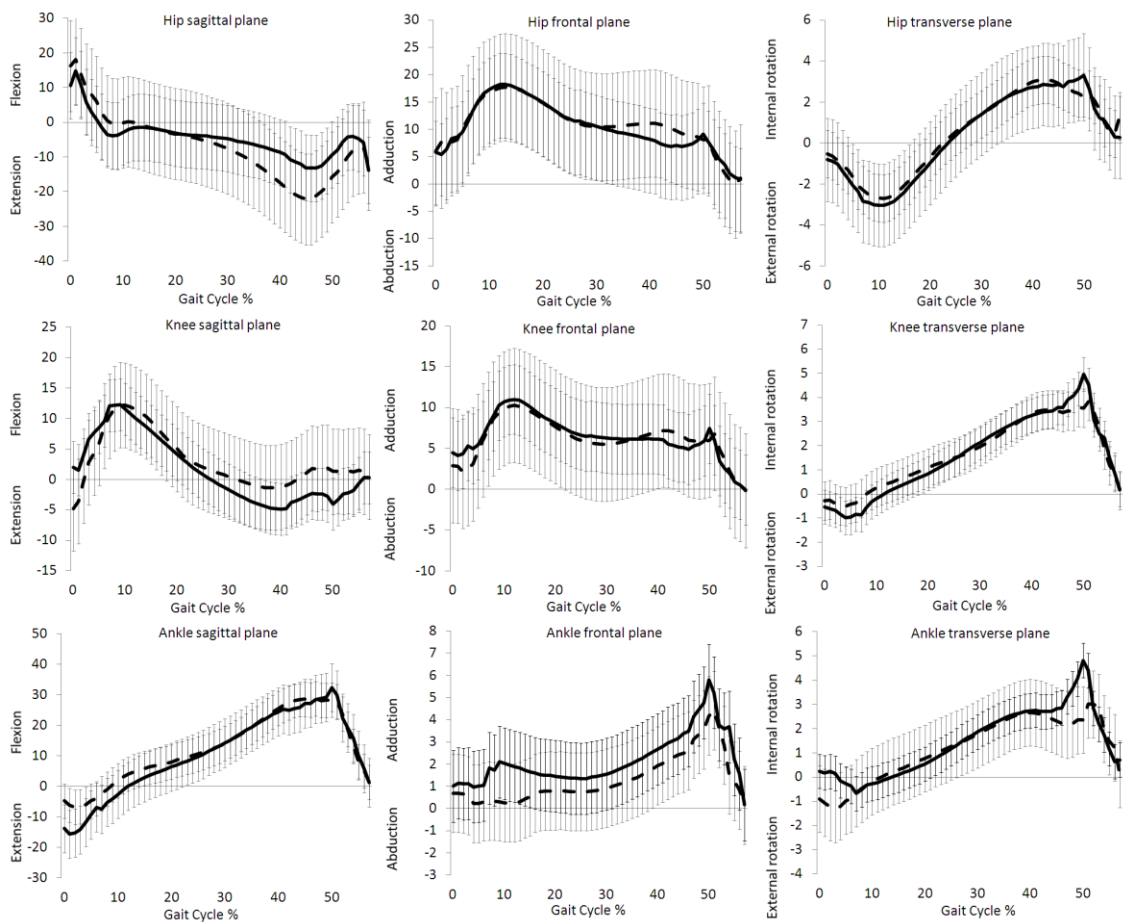 Hip sagittal plane
Flexion
Extension
30
20
10
0
-10
-20
-30
-40
0 10 20 30 40 50
Gait Cycle %
Hip frontal plane
Adduction
Abduction
30
25
20
15
10
5
0
-5
-10
-15
0 10 20 30 40 50
Gait Cycle %
Hip transverse plane
Internal rotation
External rotation
6
4
2
0
-2
-4
-6
0 10 20 30 40 50
Gait Cycle %
Knee sagittal plane
Flexion
Extension
25
20
15
10
5
0
-5
-10
-15
0 10 20 30 40 50
Gait Cycle %
Knee frontal plane
Adduction
Abduction
20
15
10
5
0
-5
-10
0 10 20 30 40 50
Gait Cycle %
Knee transverse plane
Internal rotation
External rotation
7
6
5
4
3
2
1
0
-1
-2
-3
0 10 20 30 40 50
Gait Cycle %
Ankle sagittal plane
Flexion
Extension
50
40
30
20
10
0
-10
-20
-30
0 10 20 30 40 50
Gait Cycle %
Ankle frontal plane
Adduction
Abduction
8
7
6
5
4
3
2
1
0
-1
-2
-3
0 10 20 30 40 50
Gait Cycle %
Ankle transverse plane
Internal rotation
External rotation
6
5
4
3
2
1
0
-1
-2
-3
-4
0 10 20 30 40 50
Gait Cycle %